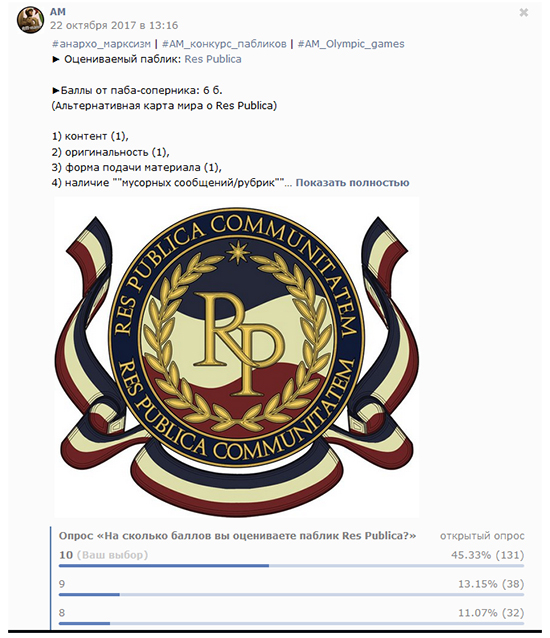 АМ
22 октября 2017 в 13:16
#анархо_марксизм | #АМ_конкурс_пабликов | #AM_Olympic_games
► Оцениваемый паблик: Res Publica
►Баллы от паба-соперника: 6 б.
(Альтернативная карта мира о Res Publica)
1) контент (1),
2) оригинальность (1),
3) форма подачи материала (1),
4) наличие ""мусорных сообщений/рубрик""... Показать полностью
RES PUBLICA COMMUNITATEM
RP
RES PUBLICA COMMUNITATEM
Опрос «На сколько баллов вы оцениваете паблик Res Publica?» открытый опрос
10 (Ваш выбор) 45.33% (131)
9 13.15% (38)
8 11.07% (32)